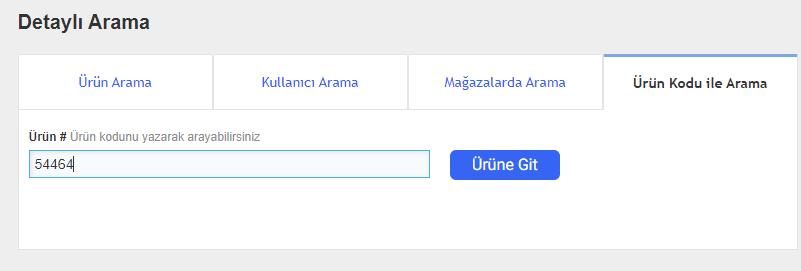 Detaylı Arama
Ürün Arama
Kullanıcı Arama
Mağazalarda Arama
Ürün Kodu ile Arama
Ürün # Ürün kodunu yazarak arayabilirsiniz
54464
Ürüne Git